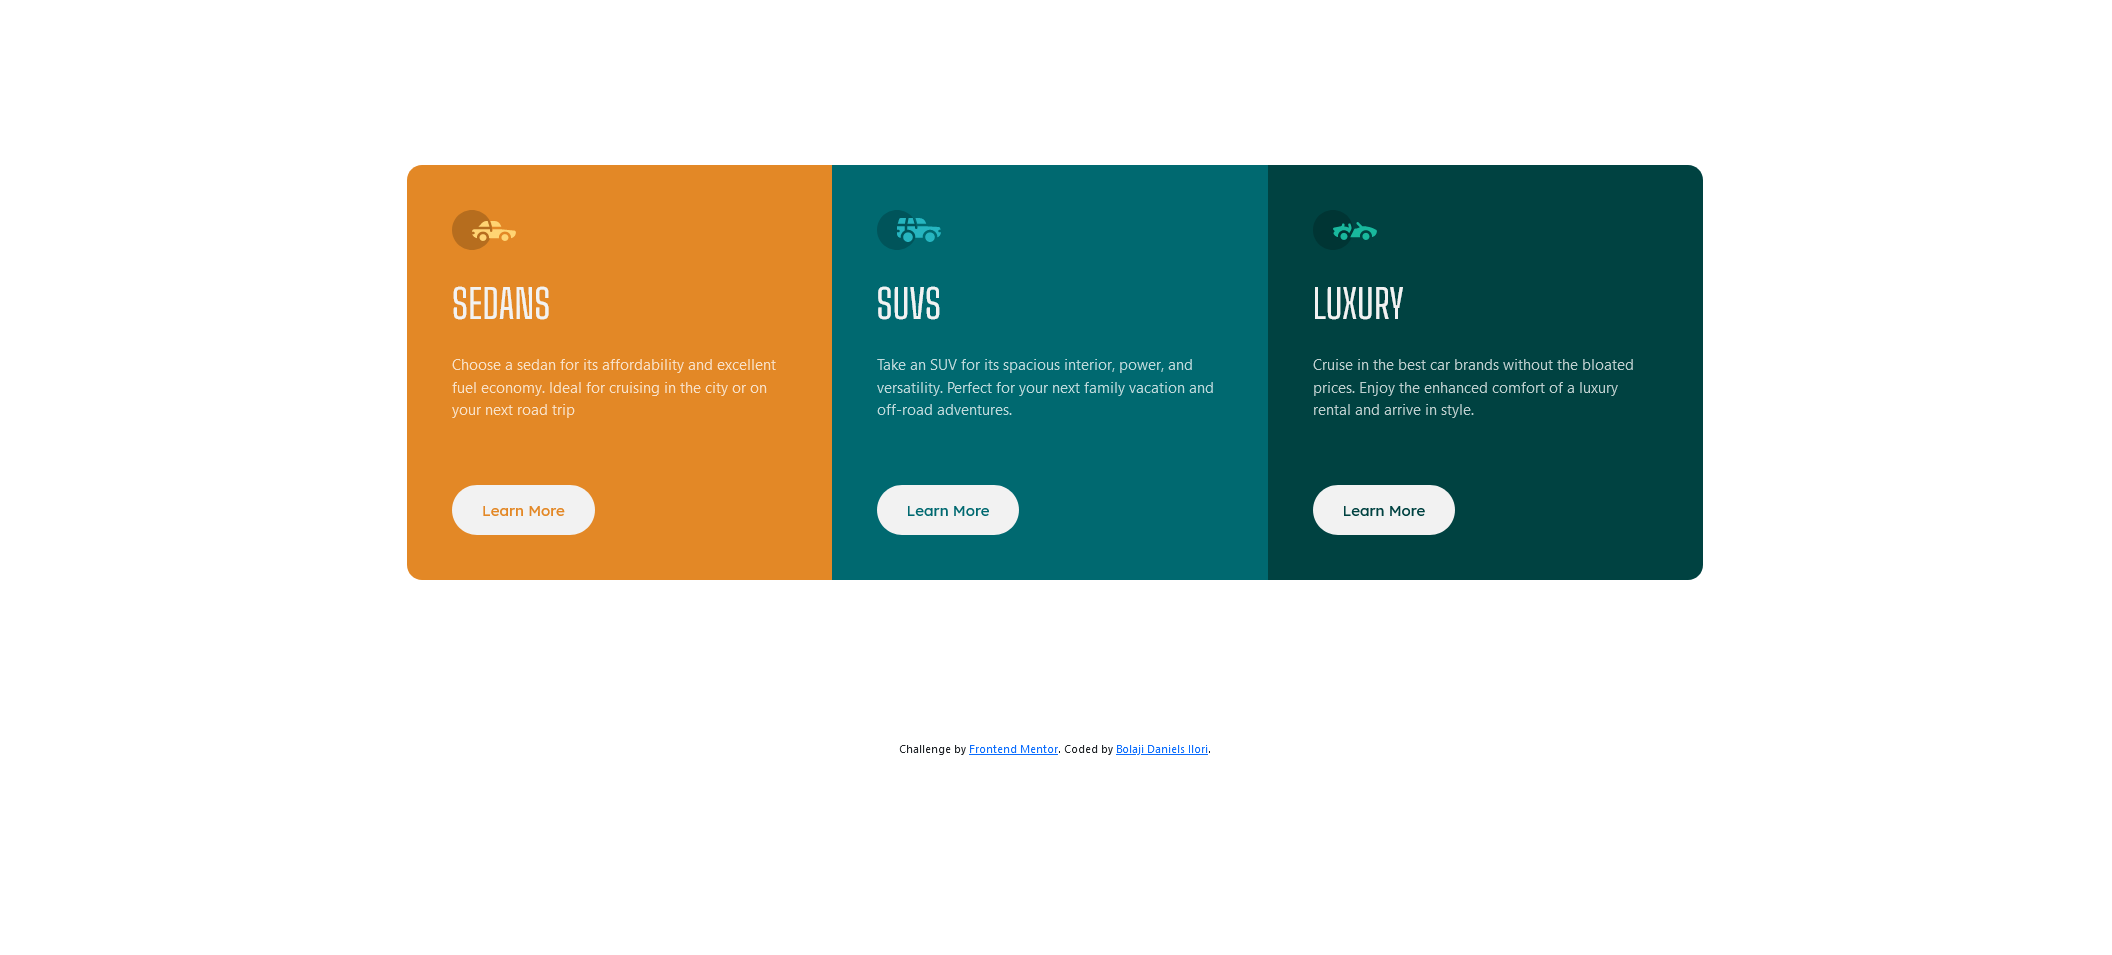 SEDANS
Choose a sedan for its affordability and excellent
fuel economy. Ideal for cruising in the city or on
your next road trip
Learn More
SUVS
Take an SUV for its spacious interior, power, and
versatility. Perfect for your next family vacation and
off-road adventures.
Learn More
LUXURY
Cruise in the best car brands without the bloated
prices. Enjoy the enhanced comfort of a luxury
rental and arrive in style.
Learn More
Challenge by Frontend Mentor. Coded by Bolaji Daniels Ilori.